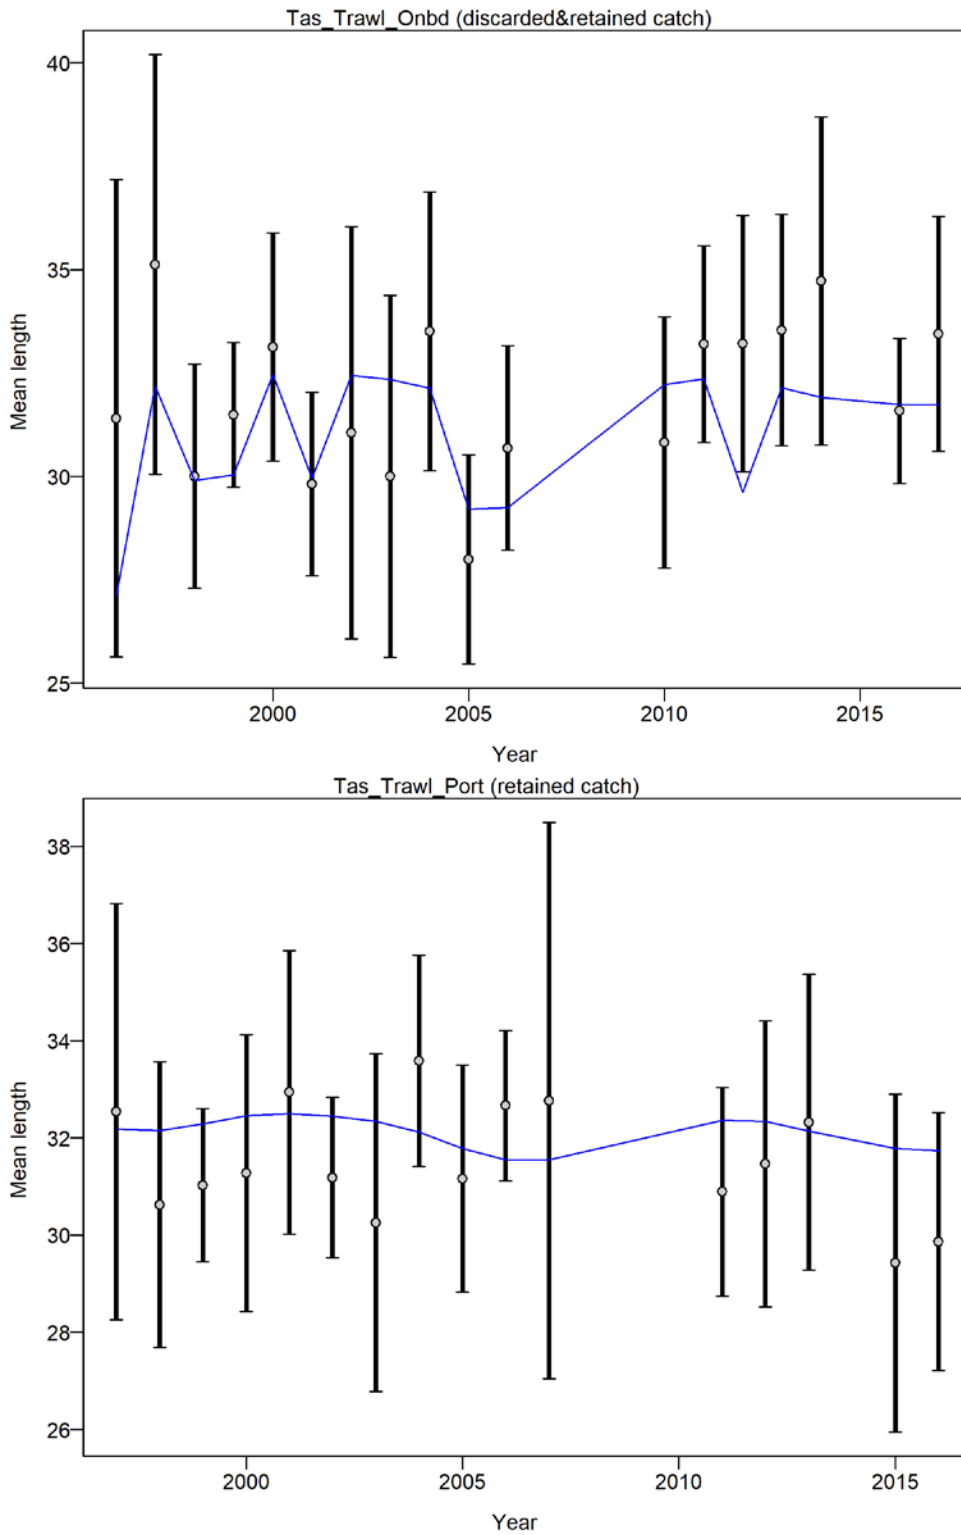 Tas_Trawl_Onbd (discarded&retained catch)
40
35
30
25
Mean length
2000 2005 2010 2015
Year
Tas_Trawl_Port (retained catch)
38
36
34
32
30
28
26
Mean length
2000 2005 2010 2015
Year